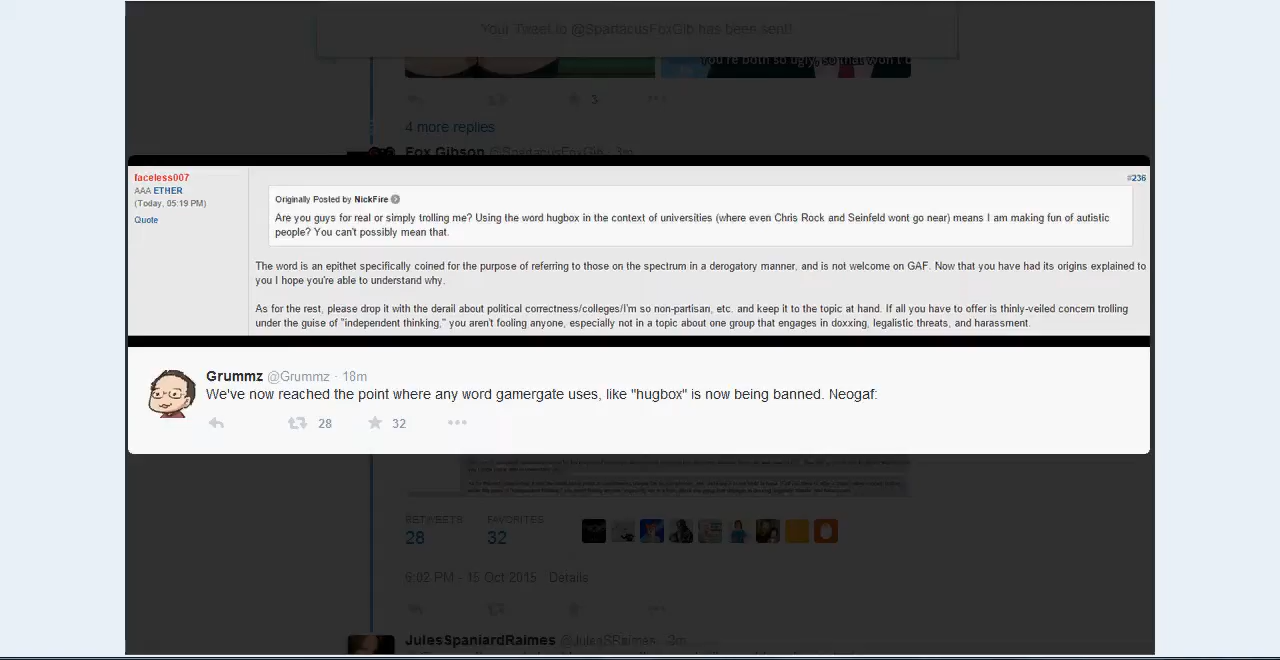 Your Tweet to @SpartacusFoxGib has been sent!
You're both so ugly, so that won't
3
4 more replies
Fox Gibson @SpartacusFoxGib · 3m
faceless007
AAA ETHER
(Today, 05:19 PM)
Quote
#236
Originally Posted by NickFire
Are you guys for real or simply trolling me? Using the word hugbox in the context of universities (where even Chris Rock and Seinfeld wont go near) means I am making fun of autistic
people? You can't possibly mean that.
The word is an epithet specifically coined for the purpose of referring to those on the spectrum in a derogatory manner, and is not welcome on GAF. Now that you have had its origins explained to
you I hope you're able to understand why.
As for the rest, please drop it with the derail about political correctness/colleges/I'm so non-partisan, etc. and keep it to the topic at hand. If all you have to offer is thinly-veiled concern trolling
under the guise of "independent thinking," you aren't fooling anyone, especially not in a topic about one group that engages in doxxing, legalistic threats, and harassment.
Grummz @Grummz · 18m
We've now reached the point where any word gamergate uses, like "hugbox" is now being banned. Neogaf:
28 32
RETWEETS FAVORITES
28 32
6:02 PM - 15 Oct 2015 · Details
JulesSpaniardRaimes @JulesSRaimes · 3m